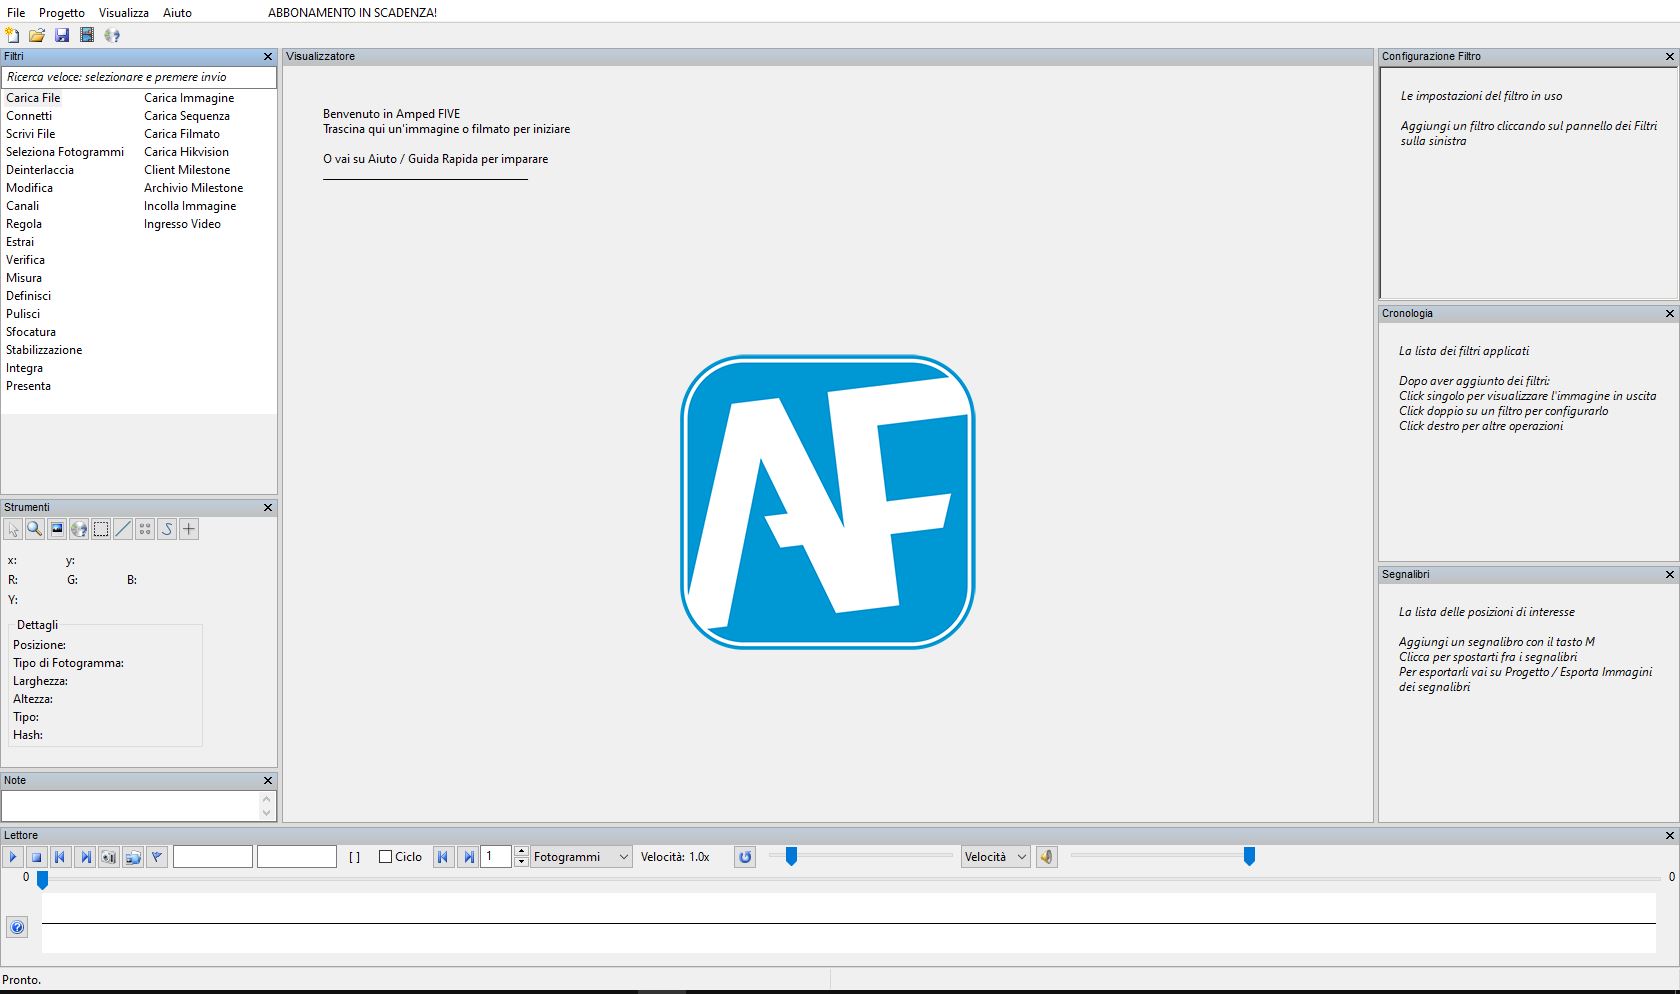 File Progetto Visualizza Aiuto ABBONAMENTO IN SCADENZA!
Filtri
Ricerca veloce: selezionare e premere invio
Carica File
Connetti
Scrivi File
Seleziona Fotogrammi
Deinterlaccia
Modifica
Canali
Regola
Estrai
Verifica
Misura
Definisci
Pulisci
Sfocatura
Stabilizzazione
Integra
Presenta
Carica Immagine
Carica Sequenza
Carica Filmato
Carica Hikvision
Client Milestone
Archivio Milestone
Incolla Immagine
Ingresso Video
Strumenti
x: y:
R: G: B:
Y:
Dettagli
Posizione:
Tipo di Fotogramma:
Larghezza:
Altezza:
Tipo:
Hash:
Note
Visualizzatore
Benvenuto in Amped FIVE
Trascina qui un'immagine o filmato per iniziare
O vai su Aiuto / Guida Rapida per imparare
AF
Configurazione Filtro
Le impostazioni del filtro in uso
Aggiungi un filtro cliccando sul pannello dei Filtri
sulla sinistra
Cronologia
La lista dei filtri applicati
Dopo aver aggiunto dei filtri:
Click singolo per visualizzare l'immagine in uscita
Click doppio su un filtro per configurarlo
Click destro per altre operazioni
Segnalibri
La lista delle posizioni di interesse
Aggiungi un segnalibro con il tasto M
Clicca per spostarti fra i segnalibri
Per esportarli vai su Progetto / Esporta Immagini
dei segnalibri
Lettore
[ ] Ciclo 1 Fotogrammi Velocità: 1.0x Velocità
0 0
Pronto.